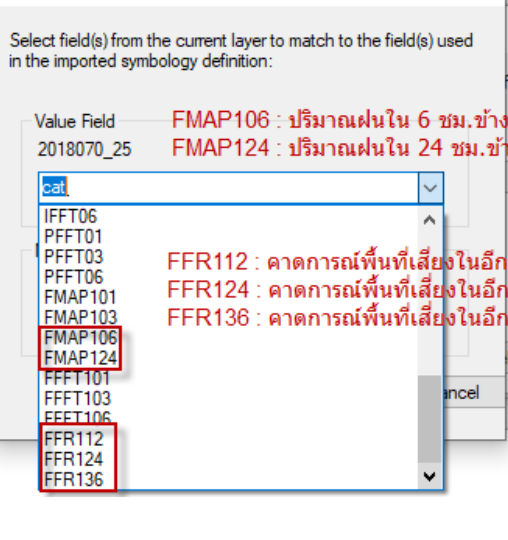 Select field(s) from the current layer to match to the field(s) used
in the imported symbology definition:
Value Field
FMAP106 : ปริมาณฝนใน 6 ชม.ข้าง
2018070_25
FMAP124 : ปริมาณฝนใน 24 ชม.ข้า
cat
IFFT06
PFFT01
PFFT03
PFFT06
FMAP101
FMAP103
FMAP106
FMAP124
FFFT101
FFFT103
FFFT106
FFR112
FFR124
FFR136
FFR112 : คาดการณ์พื้นที่เสี่ยงในอีก
FFR124 : คาดการณ์พื้นที่เสี่ยงในอีก
FFR136 : คาดการณ์พื้นที่เสี่ยงในอีก
ancel